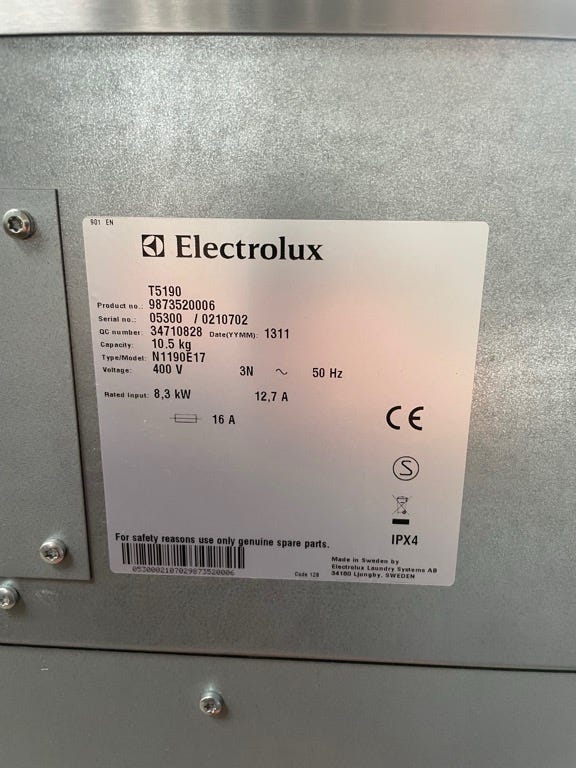 901 EN
Electrolux
T5190
Product no.: 9873520006
Serial no.: 05300 / 0210702
QC number: 34710828 Date(YYMM): 1311
Capacity: 10.5 kg
Type/Model: N1190E17
Voltage: 400 V 3N ~ 50 Hz
Rated Input: 8,3 kW 12,7 A
16 A
CE
S
IPX4
For safety reasons use only genuine spare parts.
0530002107029873520006
Code 128
Made in Sweden by
Electrolux Laundry Systems AB
34180 Ljungby, SWEDEN